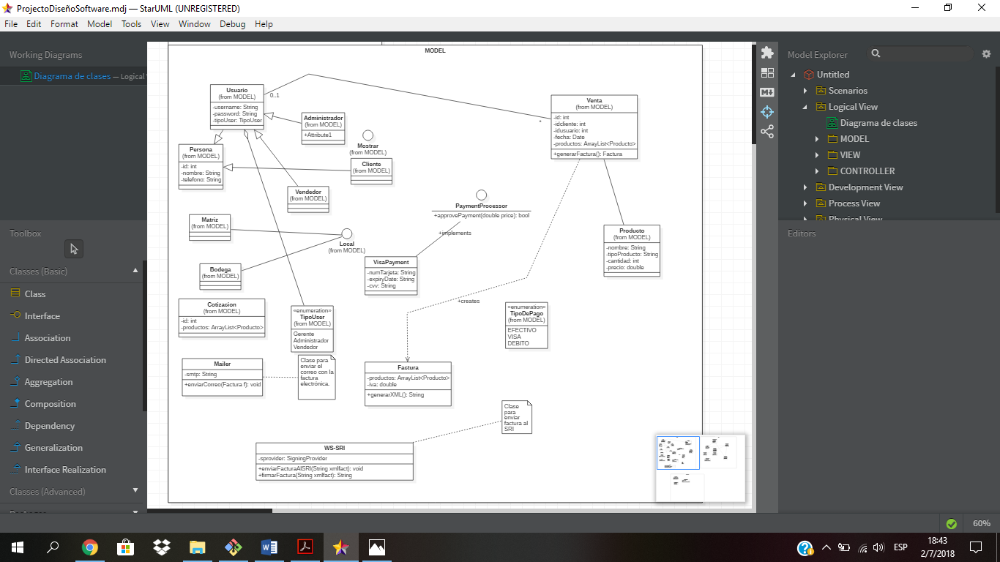 ProjectoDiseñoSoftware.mdj — StarUML (UNREGISTERED)
File Edit Format Model Tools View Window Debug Help
Working Diagrams
Diagrama de clases — Logical
MODEL
Usuario
(from MODEL)
-username: String
-password: String
-tipoUser: TipoUser
0..1
*
Administrador
(from MODEL)
+Attribute1
Mostrar
(from MODEL)
Persona
(from MODEL)
-id: int
-nombre: String
-telefono: String
Cliente
(from MODEL)
Vendedor
(from MODEL)
Venta
(from MODEL)
-id: int
-idcliente: int
-idusuario: int
-fecha: Date
-productos: ArrayList<Producto>
+generarFactura(): Factura
PaymentProcessor
+approvePayment(double price): bool
+implements
Matriz
(from MODEL)
Local
(from MODEL)
Bodega
(from MODEL)
VisaPayment
-numTarjeta: String
-expiryDate: String
-cvv: String
Producto
(from MODEL)
-nombre: String
-tipoProducto: String
-cantidad: int
-precio: double
Cotizacion
(from MODEL)
-id: int
-productos: ArrayList<Producto>
«enumeration»
TipoUser
(from MODEL)
Gerente
Administrador
Vendedor
+creates
«enumeration»
TipoDePago
(from MODEL)
EFECTIVO
VISA
DEBITO
Mailer
-smtp: String
+enviarCorreo(Factura f): void
Clase para
enviar el
correo con la
factura
electrónica.
Factura
-productos: ArrayList<Producto>
-iva: double
+generarXML(): String
Clase
para
enviar
factura al
SRI
WS-SRI
-sprovider: SigningProvider
+enviarFacturaAlSRI(String xmlfact): void
+firmarFactura(String xmlfact): String
Toolbox
Classes (Basic)
Class
Interface
Association
Directed Association
Aggregation
Composition
Dependency
Generalization
Interface Realization
Classes (Advanced)
Model Explorer
Untitled
Scenarios
Logical View
Diagrama de clases
MODEL
VIEW
CONTROLLER
Development View
Process View
Physical View
Editors
60%
ESP
18:43
2/7/2018